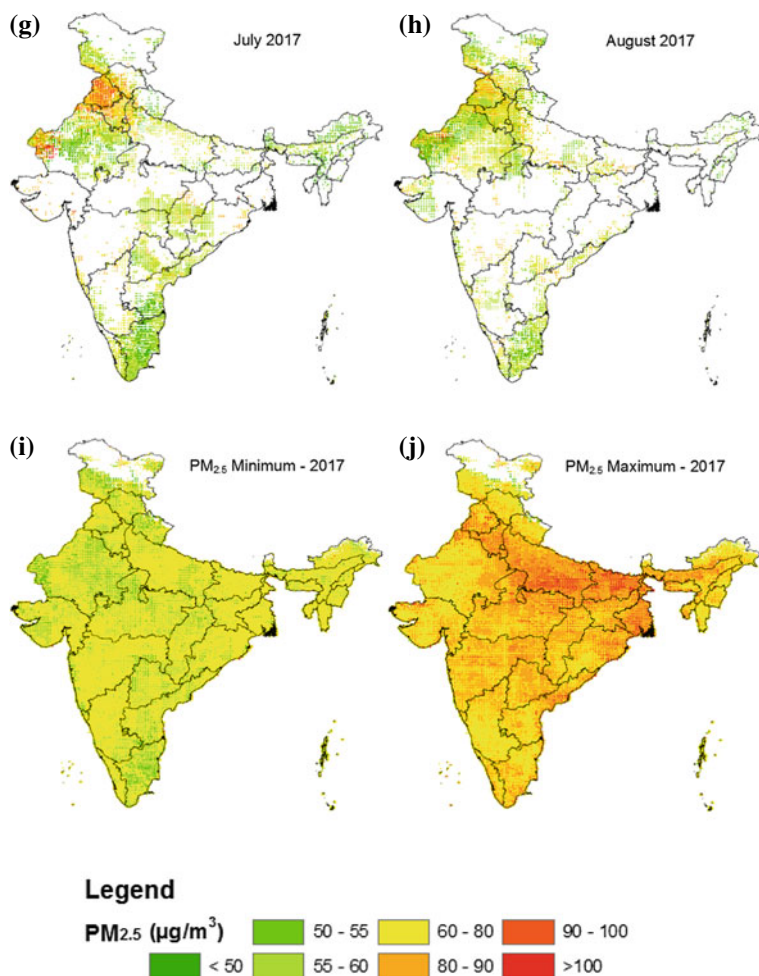 (g)
July 2017
(h)
August 2017
(i)
PM2.5 Minimum - 2017
(j)
PM2.5 Maximum - 2017
Legend
PM2.5 (µg/m³)
50 - 55
60 - 80
90 - 100
< 50
55 - 60
80 - 90
>100